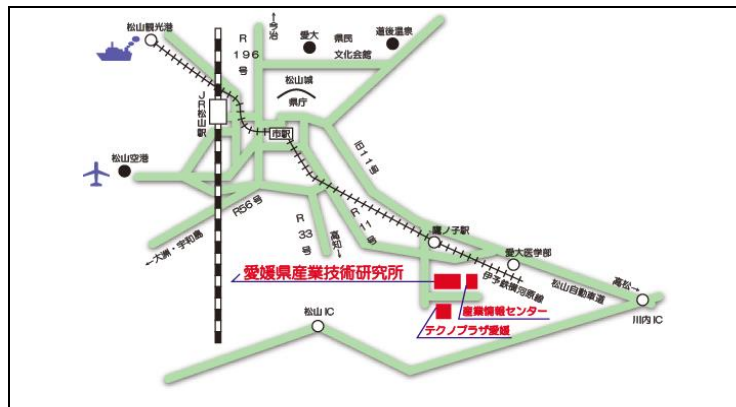 松山観光港
R
196
号
←今治
愛大
県民
文化会館
道後温泉
松山城
県庁
JR松山駅
市駅
松山空港
旧11号
R56号
R
33
号
高知→
R
11
号
←大洲・宇和島
鷹ノ子駅
愛大医学部
愛媛県産業技術研究所
伊予鉄横河原線
松山自動車道
高松→
産業情報センター
テクノプラザ愛媛
松山IC
川内IC